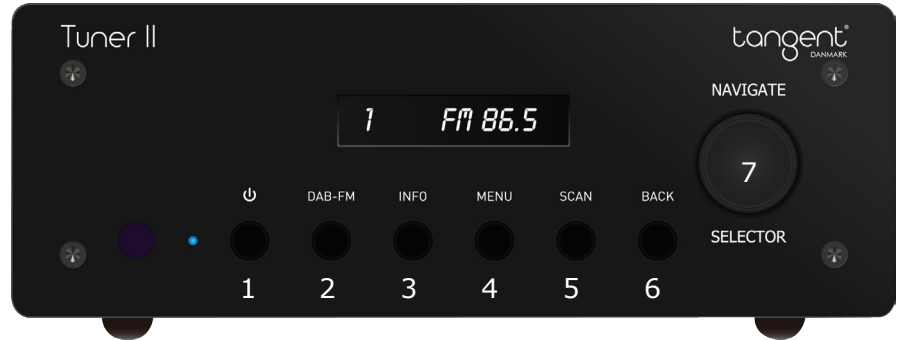 Tuner II
tangent®
DANMARK
NAVIGATE
1 FM 86.5
7
DAB-FM INFO MENU SCAN BACK
SELECTOR
1 2 3 4 5 6